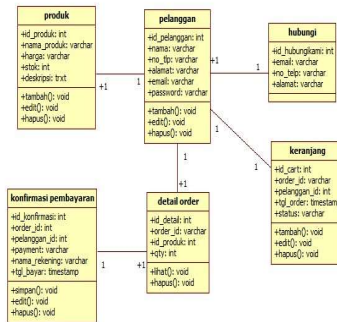 produk
+id_produk: int
+nama_produk: varchar
+harga: varchar
+stok: int
+deskripsi: trxt
+tambah(): void
+edit(): void
+hapus(): void
pelanggan
+id_pelanggan: int
+nama: varchar
+no_tlp: varchar
+alamat: varchar
+email: varchar
+password: varchar
+tambah(): void
+edit(): void
+hapus(): void
hubungi
+id_hubungikami: int
+email: varchar
+no_telp: varchar
+alamat: varchar
+1
1
+1
1
1
1
1
+1
keranjang
+id_cart: int
+order_id: varchar
+pelanggan_id: int
+tgl_order: timestamp
+status: varchar
+tambah(): void
+edit(): void
+hapus(): void
konfirmasi pembayaran
+id_konfirmasi: int
+order_id: int
+pelanggan_id: int
+payment: varchar
+nama_rekening: varchar
+tgl_bayar: timestamp
+simpan(): void
+edit(): void
+hapus(): void
1
+1
detail order
+id_detail: int
+order_id: varchar
+id_produk: int
+qty: int
+lihat(): void
+hapus(): void